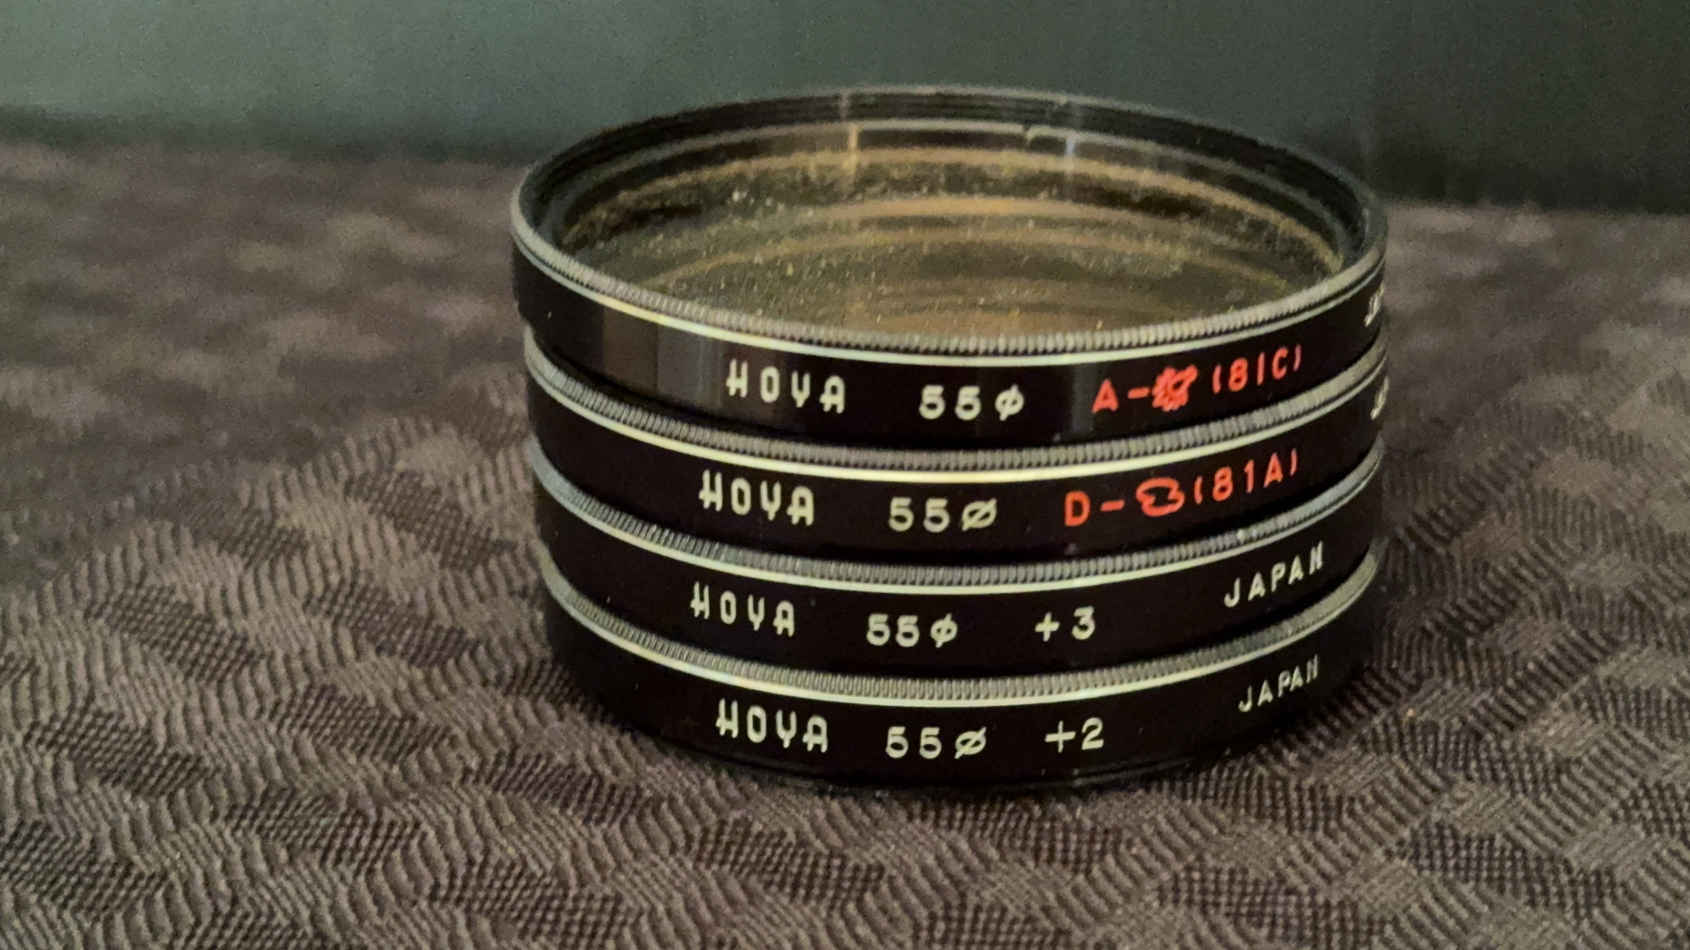 HOYA 55ø A-(81C)
HOYA 55ø D-(81A)
HOYA 55ø +3 JAPAN
HOYA 55ø +2 JAPAN